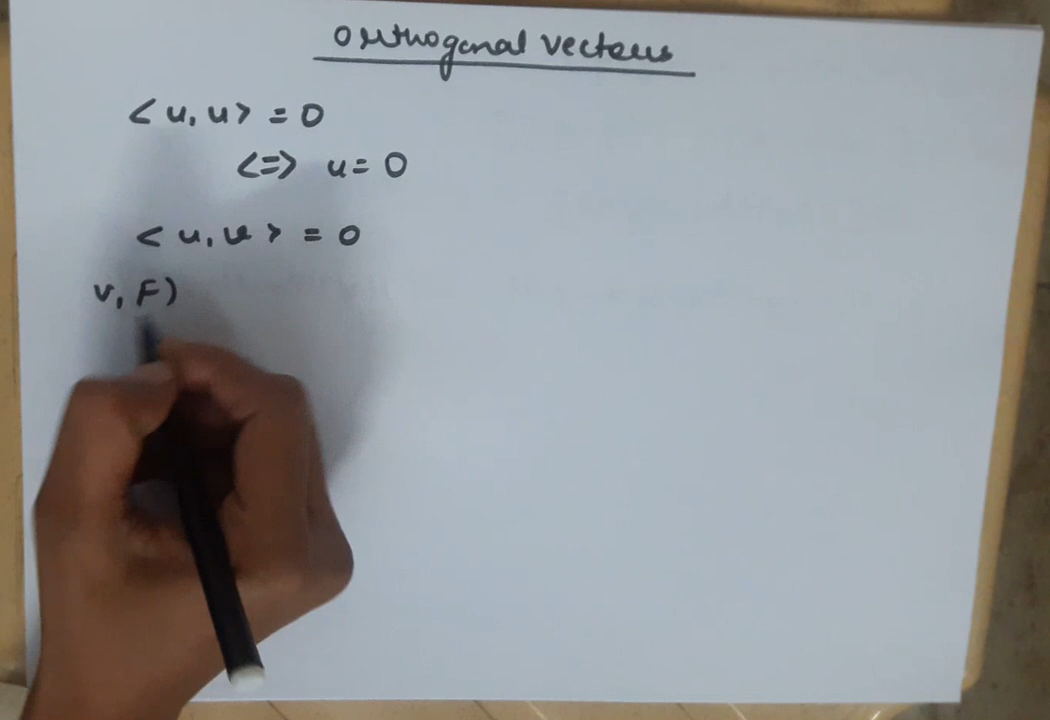 Orthogonal vectors
< u, u > = 0
<=> u = 0
< u, v > = 0
V, F)